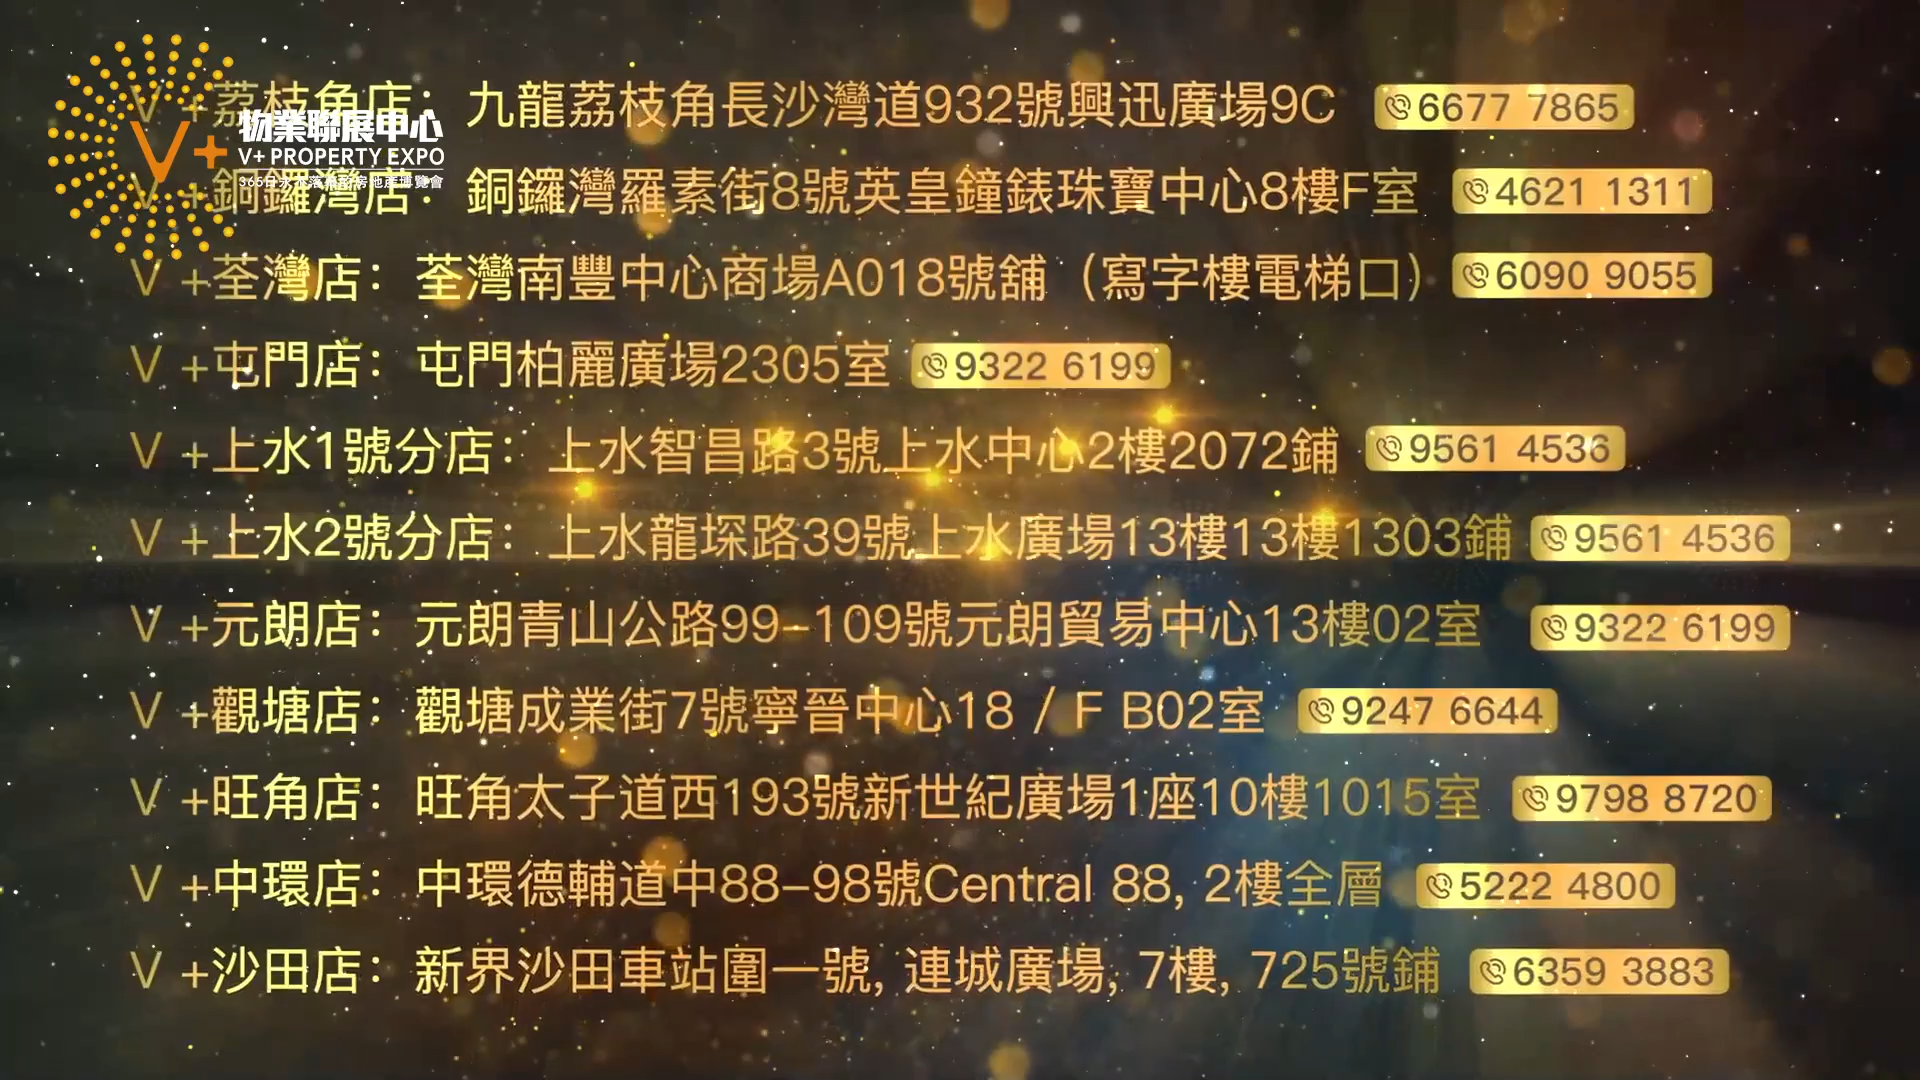 V +荔枝角店：九龍荔枝角長沙灣道932號興迅廣場9C 6677 7865
物業聯展中心
V+ PROPERTY EXPO
365日永不落幕的房地產博覽會
V +銅鑼灣店：銅鑼灣羅素街8號英皇鐘錶珠寶中心8樓F室 4621 1311
V +荃灣店：荃灣南豐中心商場A018號舖（寫字樓電梯口） 6090 9055
V +屯門店：屯門柏麗廣場2305室 9322 6199
V +上水1號分店：上水智昌路3號上水中心2樓2072鋪 9561 4536
V +上水2號分店：上水龍琛路39號上水廣場13樓13樓1303鋪 9561 4536
V +元朗店：元朗青山公路99-109號元朗貿易中心13樓02室 9322 6199
V +觀塘店：觀塘成業街7號寧晉中心18 / F B02室 9247 6644
V +旺角店：旺角太子道西193號新世紀廣場1座10樓1015室 9798 8720
V +中環店：中環德輔道中88-98號Central 88, 2樓全層 5222 4800
V +沙田店：新界沙田車站圍一號, 連城廣場, 7樓, 725號鋪 6359 3883